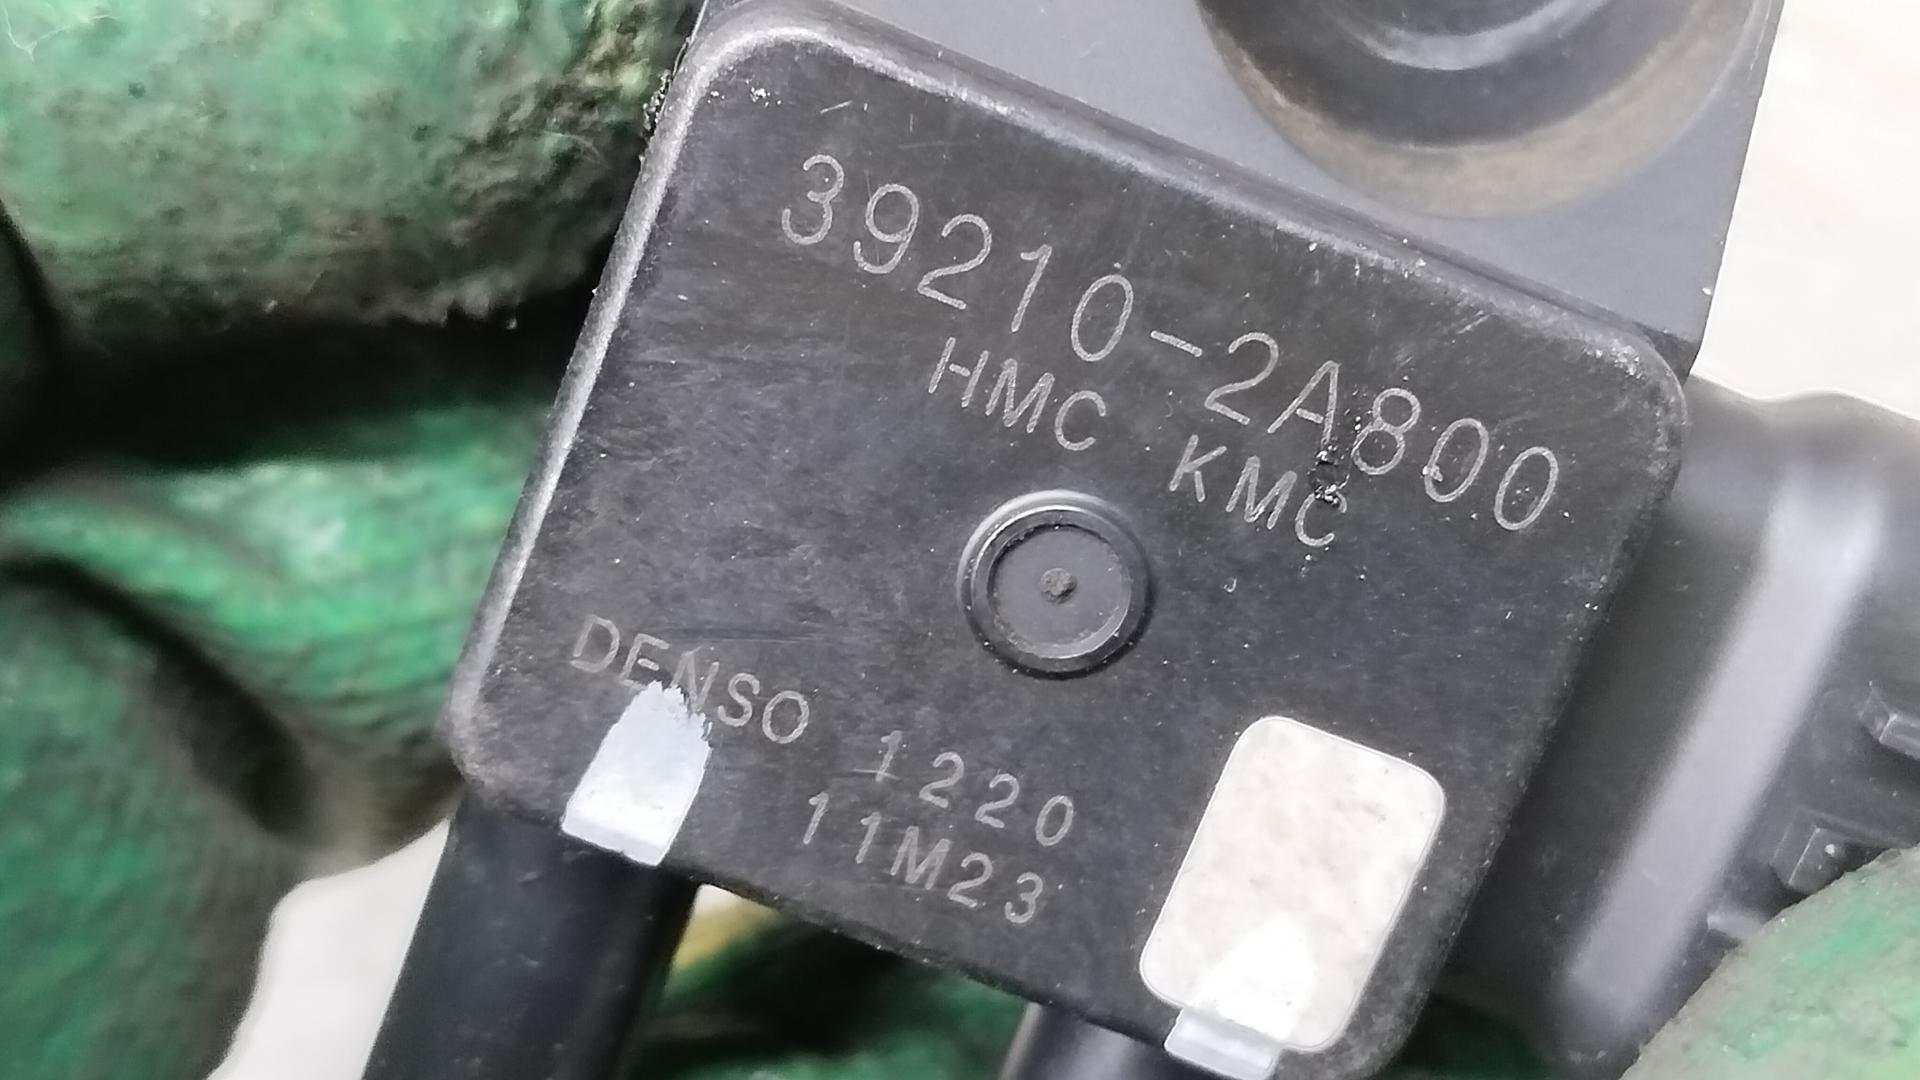 39210-2A800
HMC KMC
DENSO 1220
11M23